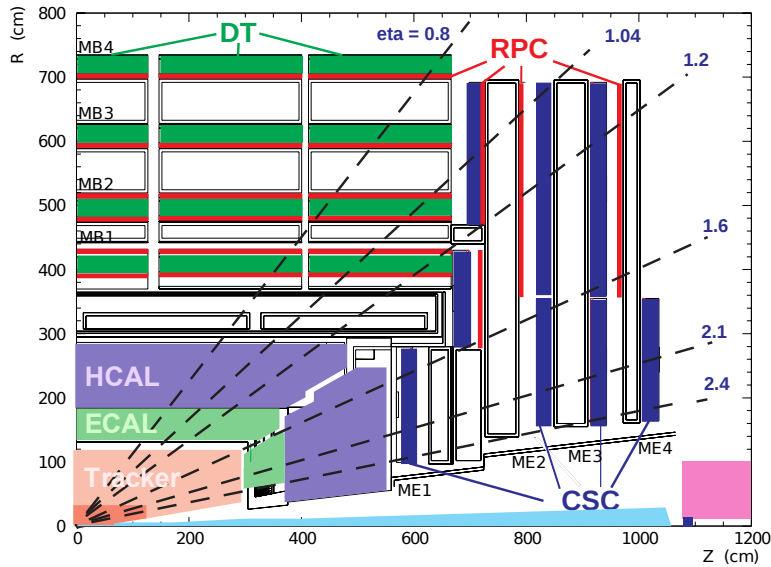 R (cm)
800
700
600
500
400
300
200
100
0
MB4
MB3
MB2
MB1
DT
eta = 0.8
RPC
1.04
1.2
1.6
2.1
2.4
HCAL
ECAL
Tracker
ME1
ME2
ME3
ME4
CSC
0
200
400
600
800
1000
1200
Z (cm)